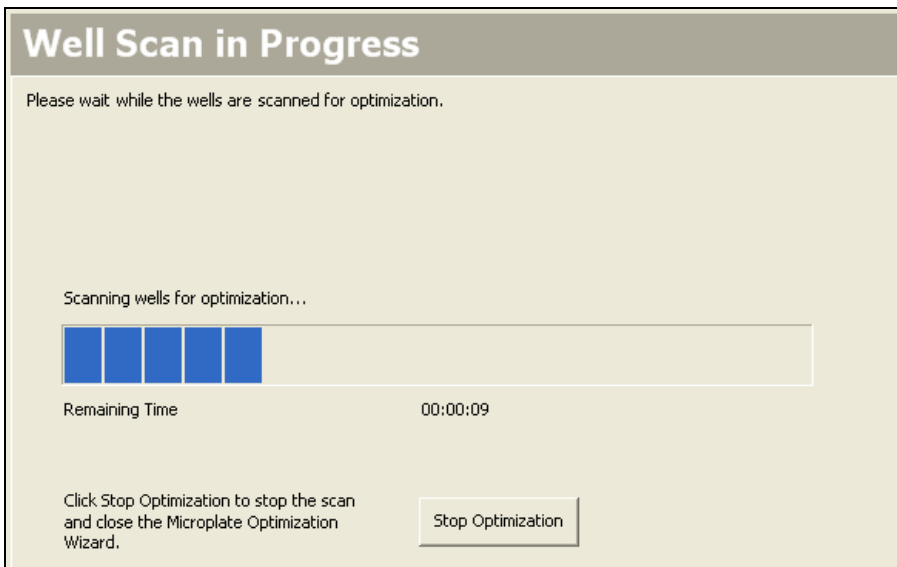 Well Scan in Progress
Please wait while the wells are scanned for optimization.
Scanning wells for optimization...
Remaining Time 00:00:09
Click Stop Optimization to stop the scan
and close the Microplate Optimization
Wizard.
Stop Optimization